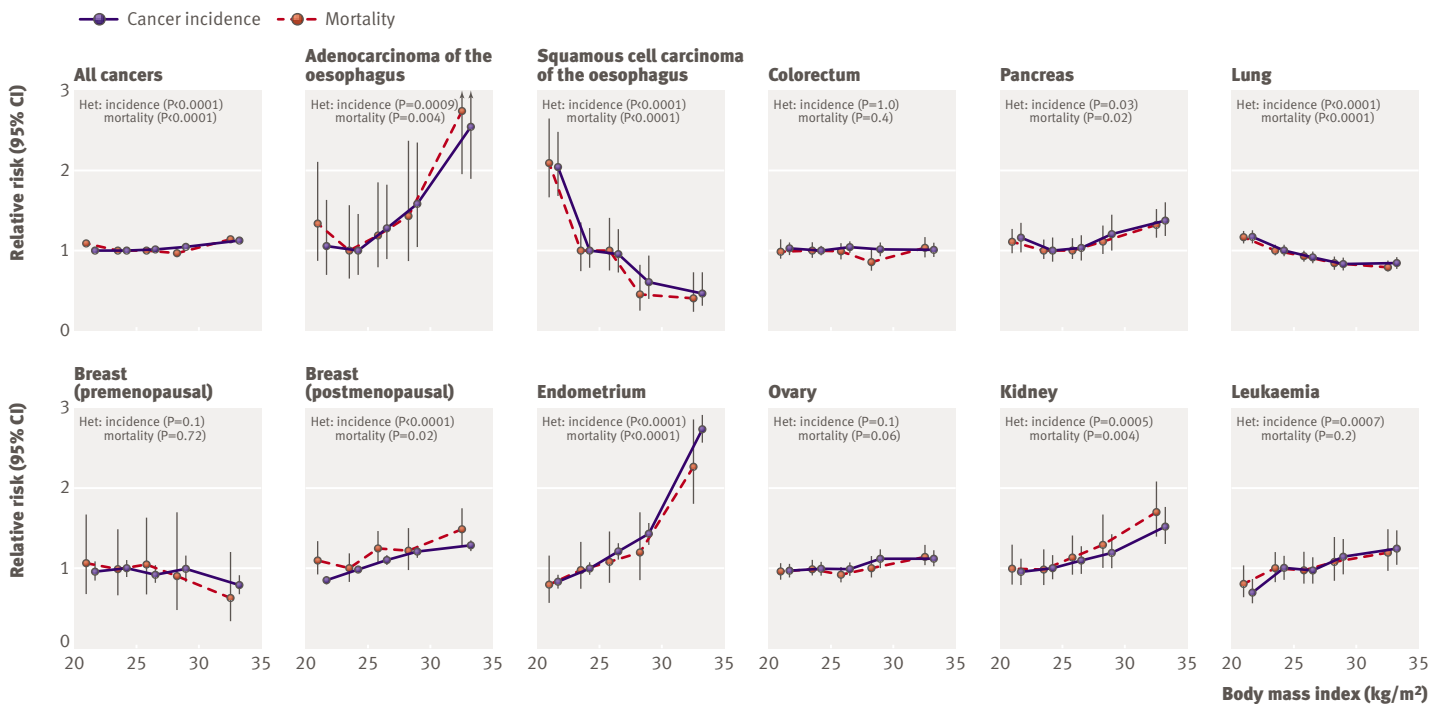 Cancer incidence
Mortality
Relative risk (95% CI)
All cancers
3
2
1
0
Het: incidence (P<0.0001)
mortality (P<0.0001)
Adenocarcinoma of the
oesophagus
Het: incidence (P=0.0009)
mortality (P=0.004)
Squamous cell carcinoma
of the oesophagus
Het: incidence (P<0.0001)
mortality (P<0.0001)
Colorectum
Het: incidence (P=1.0)
mortality (P=0.4)
Pancreas
Het: incidence (P=0.03)
mortality (P=0.02)
Lung
Het: incidence (P<0.0001)
mortality (P<0.0001)
Relative risk (95% CI)
Breast
(premenopausal)
3
2
1
0
Het: incidence (P=0.1)
mortality (P=0.72)
20 25 30 35
Breast
(postmenopausal)
Het: incidence (P<0.0001)
mortality (P=0.02)
25 30 35
Endometrium
Het: incidence (P<0.0001)
mortality (P<0.0001)
20 25 30 35
Ovary
Het: incidence (P=0.1)
mortality (P=0.06)
25 30 35
Kidney
Het: incidence (P=0.0005)
mortality (P=0.004)
20 25 30 35
Leukaemia
Het: incidence (P=0.0007)
mortality (P=0.2)
20 25 30 35
Body mass index (kg/m²)